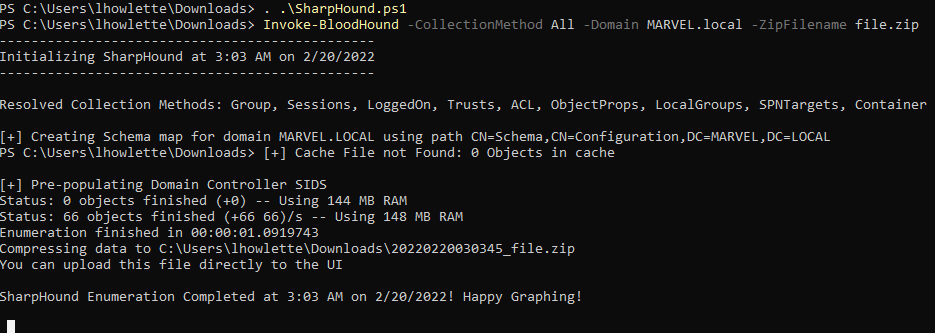 PS C:\Users\lhowlette\Downloads> . .\SharpHound.ps1
PS C:\Users\lhowlette\Downloads> Invoke-BloodHound -CollectionMethod All -Domain MARVEL.local -ZipFilename file.zip
-----------------------------------------------
Initializing SharpHound at 3:03 AM on 2/20/2022
-----------------------------------------------
Resolved Collection Methods: Group, Sessions, LoggedOn, Trusts, ACL, ObjectProps, LocalGroups, SPNTargets, Container
[+] Creating Schema map for domain MARVEL.LOCAL using path CN=Schema,CN=Configuration,DC=MARVEL,DC=LOCAL
PS C:\Users\lhowlette\Downloads> [+] Cache File not Found: 0 Objects in cache
[+] Pre-populating Domain Controller SIDS
Status: 0 objects finished (+0) -- Using 144 MB RAM
Status: 66 objects finished (+66 66)/s -- Using 148 MB RAM
Enumeration finished in 00:00:01.0919743
Compressing data to C:\Users\lhowlette\Downloads\20220220030345_file.zip
You can upload this file directly to the UI
SharpHound Enumeration Completed at 3:03 AM on 2/20/2022! Happy Graphing!